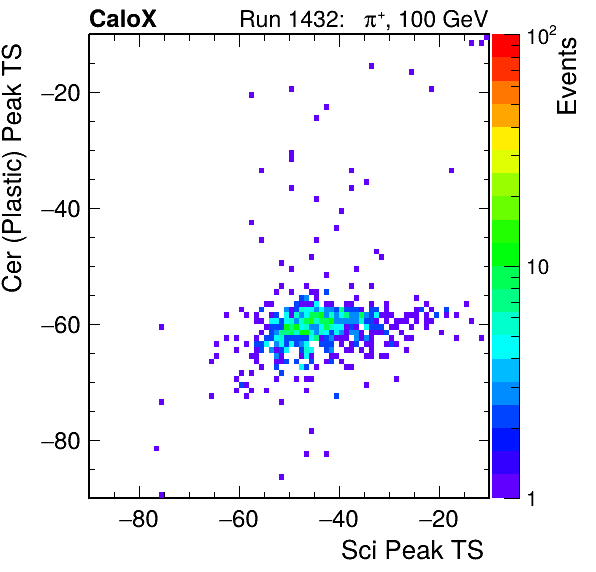 CaloX Run 1432: π⁺, 100 GeV
Cer (Plastic) Peak TS
−20
−40
−60
−80
−80 −60 −40 −20
Sci Peak TS
10²
10
1
Events